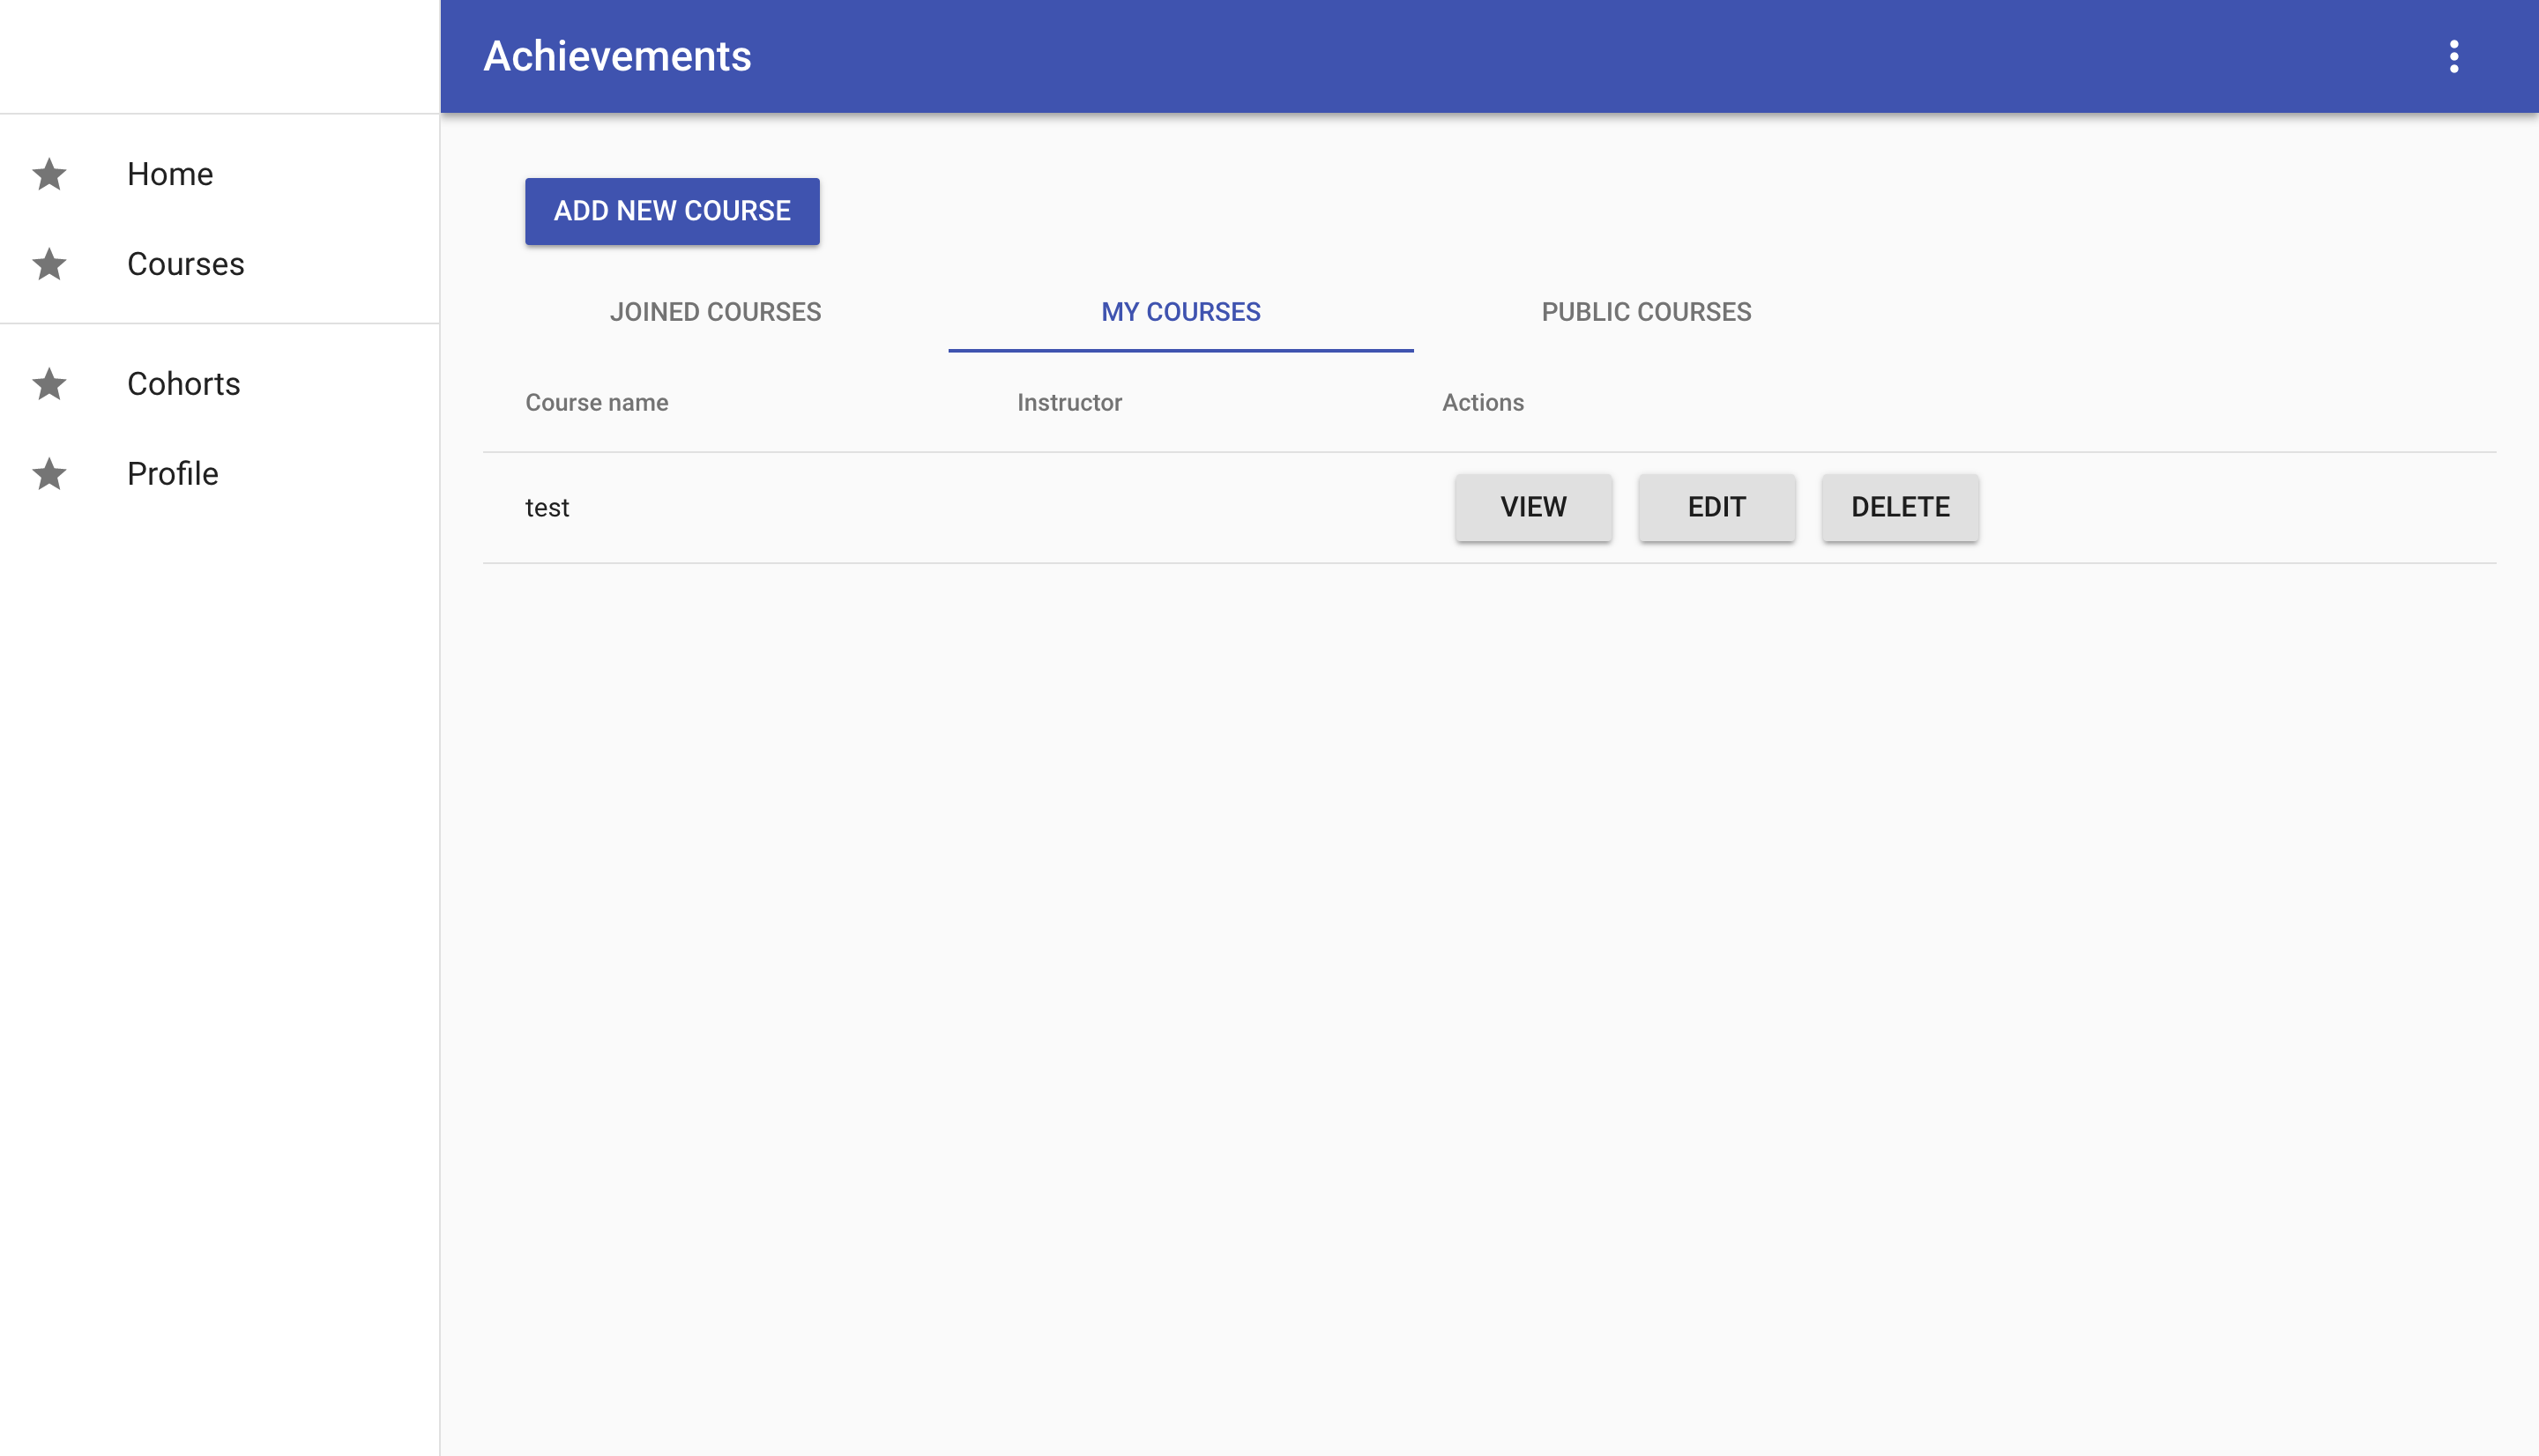 Achievements
Home
Courses
Cohorts
Profile
ADD NEW COURSE
JOINED COURSES MY COURSES PUBLIC COURSES
Course name Instructor Actions
test VIEW EDIT DELETE